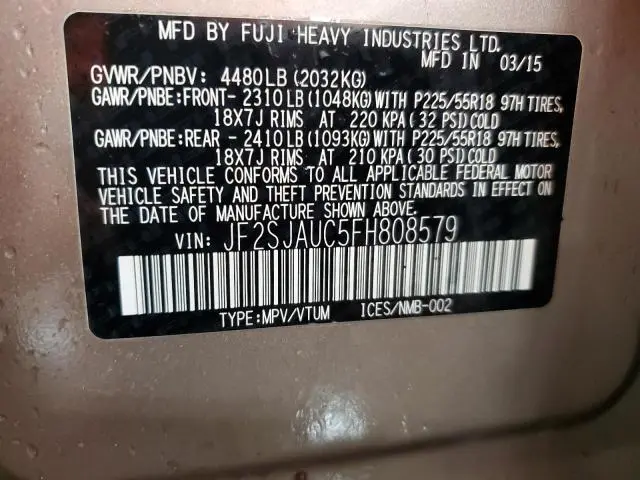 MFD BY FUJI HEAVY INDUSTRIES LTD.
MFD IN 03/15
GVWR/PNBV: 4480LB(2032KG)
GAWR/PNBE:FRONT- 2310LB(1048KG)WITH P225/55R18 97H TIRES,
18X7J RIMS AT 220 KPA(32 PSI)COLD
GAWR/PNBE:REAR - 2410LB(1093KG)WITH P225/55R18 97H TIRES,
18X7J RIMS AT 210 KPA(30 PSI)COLD
THIS VEHICLE CONFORMS TO ALL APPLICABLE FEDERAL MOTOR
VEHICLE SAFETY AND THEFT PREVENTION STANDARDS IN EFFECT ON
THE DATE OF MANUFACTURE SHOWN ABOVE.
VIN: JF2SJAUC5FH808579
TYPE:MPV/VTUM ICES/NMB-002